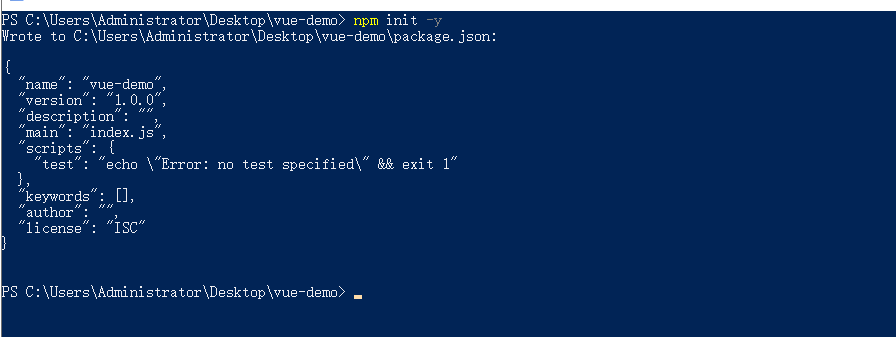 PS C:\Users\Administrator\Desktop\vue-demo> npm init -y
Wrote to C:\Users\Administrator\Desktop\vue-demo\package.json:
{
  "name": "vue-demo",
  "version": "1.0.0",
  "description": "",
  "main": "index.js",
  "scripts": {
    "test": "echo \"Error: no test specified\" && exit 1"
  },
  "keywords": [],
  "author": "",
  "license": "ISC"
}
PS C:\Users\Administrator\Desktop\vue-demo>